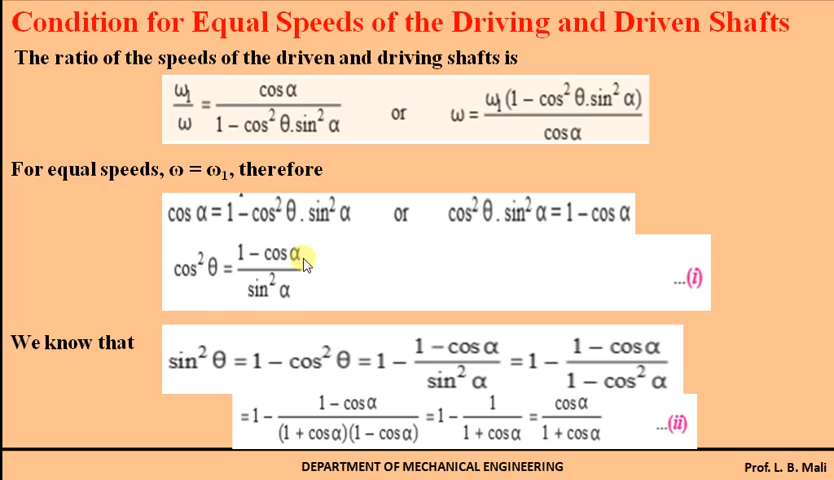 Condition for Equal Speeds of the Driving and Driven Shafts
The ratio of the speeds of the driven and driving shafts is
ω₁/ω = cos α / (1 − cos² θ.sin² α) or ω = ω₁(1 − cos² θ.sin² α) / cos α
For equal speeds, ω = ω₁, therefore
cos α = 1 − cos² θ . sin² α or cos² θ . sin² α = 1 − cos α
cos² θ = (1 − cos α) / sin² α ...(i)
We know that sin² θ = 1 − cos² θ = 1 − (1 − cos α) / sin² α = 1 − (1 − cos α) / (1 − cos² α)
= 1 − (1 − cos α) / ((1 + cos α)(1 − cos α)) = 1 − 1 / (1 + cos α) = cos α / (1 + cos α) ...(ii)
DEPARTMENT OF MECHANICAL ENGINEERING Prof. L. B. Mali